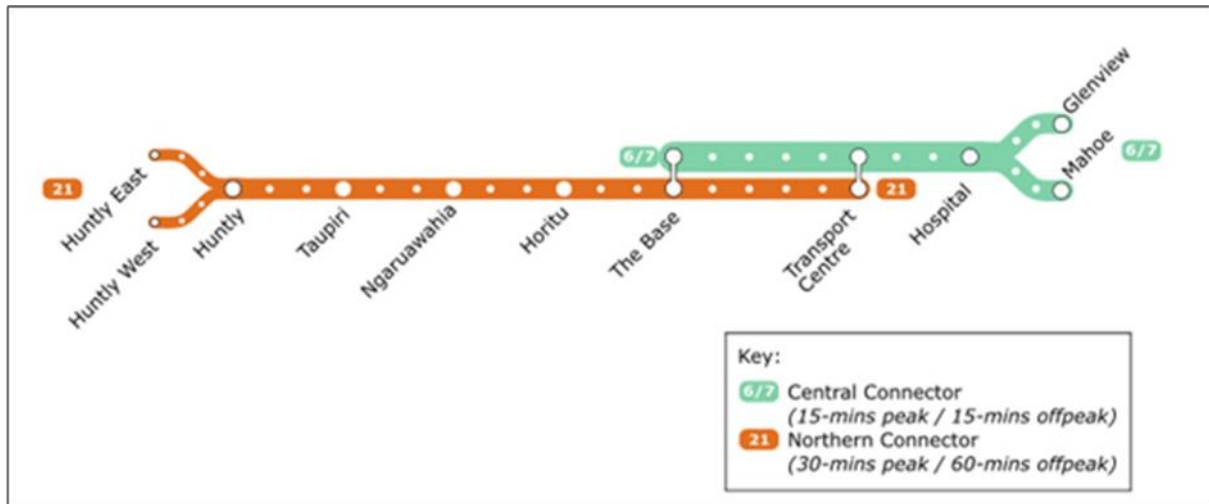 Glenview
6/7
6/7
Mahoe
Huntly East
21
21
Huntly West
Huntly
Taupiri
Ngaruawahia
Horitu
The Base
Transport
Centre
Hospital
Key:
6/7 Central Connector
(15-mins peak / 15-mins offpeak)
21 Northern Connector
(30-mins peak / 60-mins offpeak)